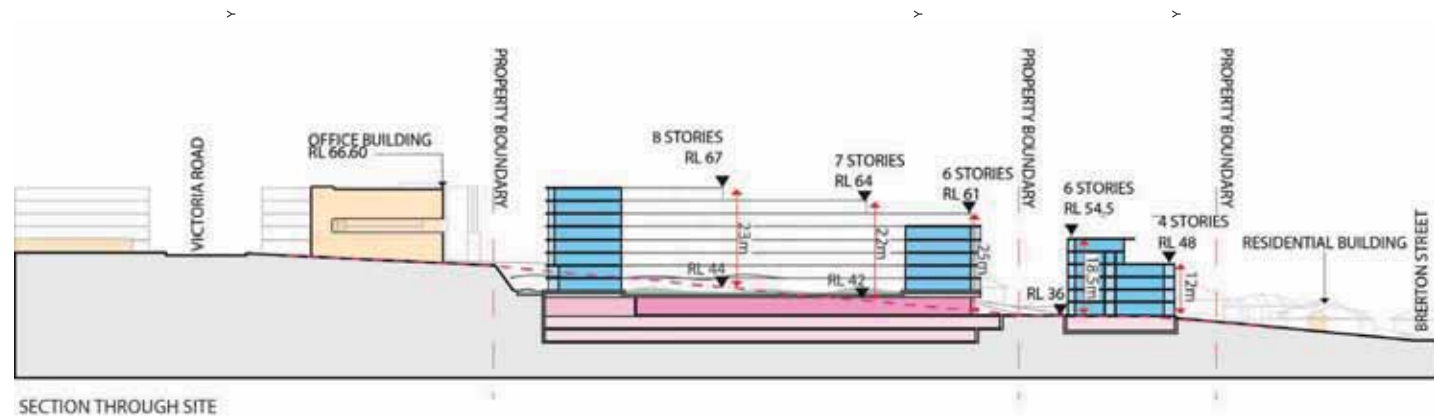 Y
Y
Y
VICTORIA ROAD
OFFICE BUILDING
RL 66.60
PROPERTY BOUNDARY
8 STORIES
RL 67
23m
RL 44
7 STORIES
RL 64
22m
RL 42
6 STORIES
RL 61
25m
PROPERTY BOUNDARY
RL 36
6 STORIES
RL 54.5
18.5m
4 STORIES
RL 48
12m
PROPERTY BOUNDARY
RESIDENTIAL BUILDING
BRERTON STREET
SECTION THROUGH SITE